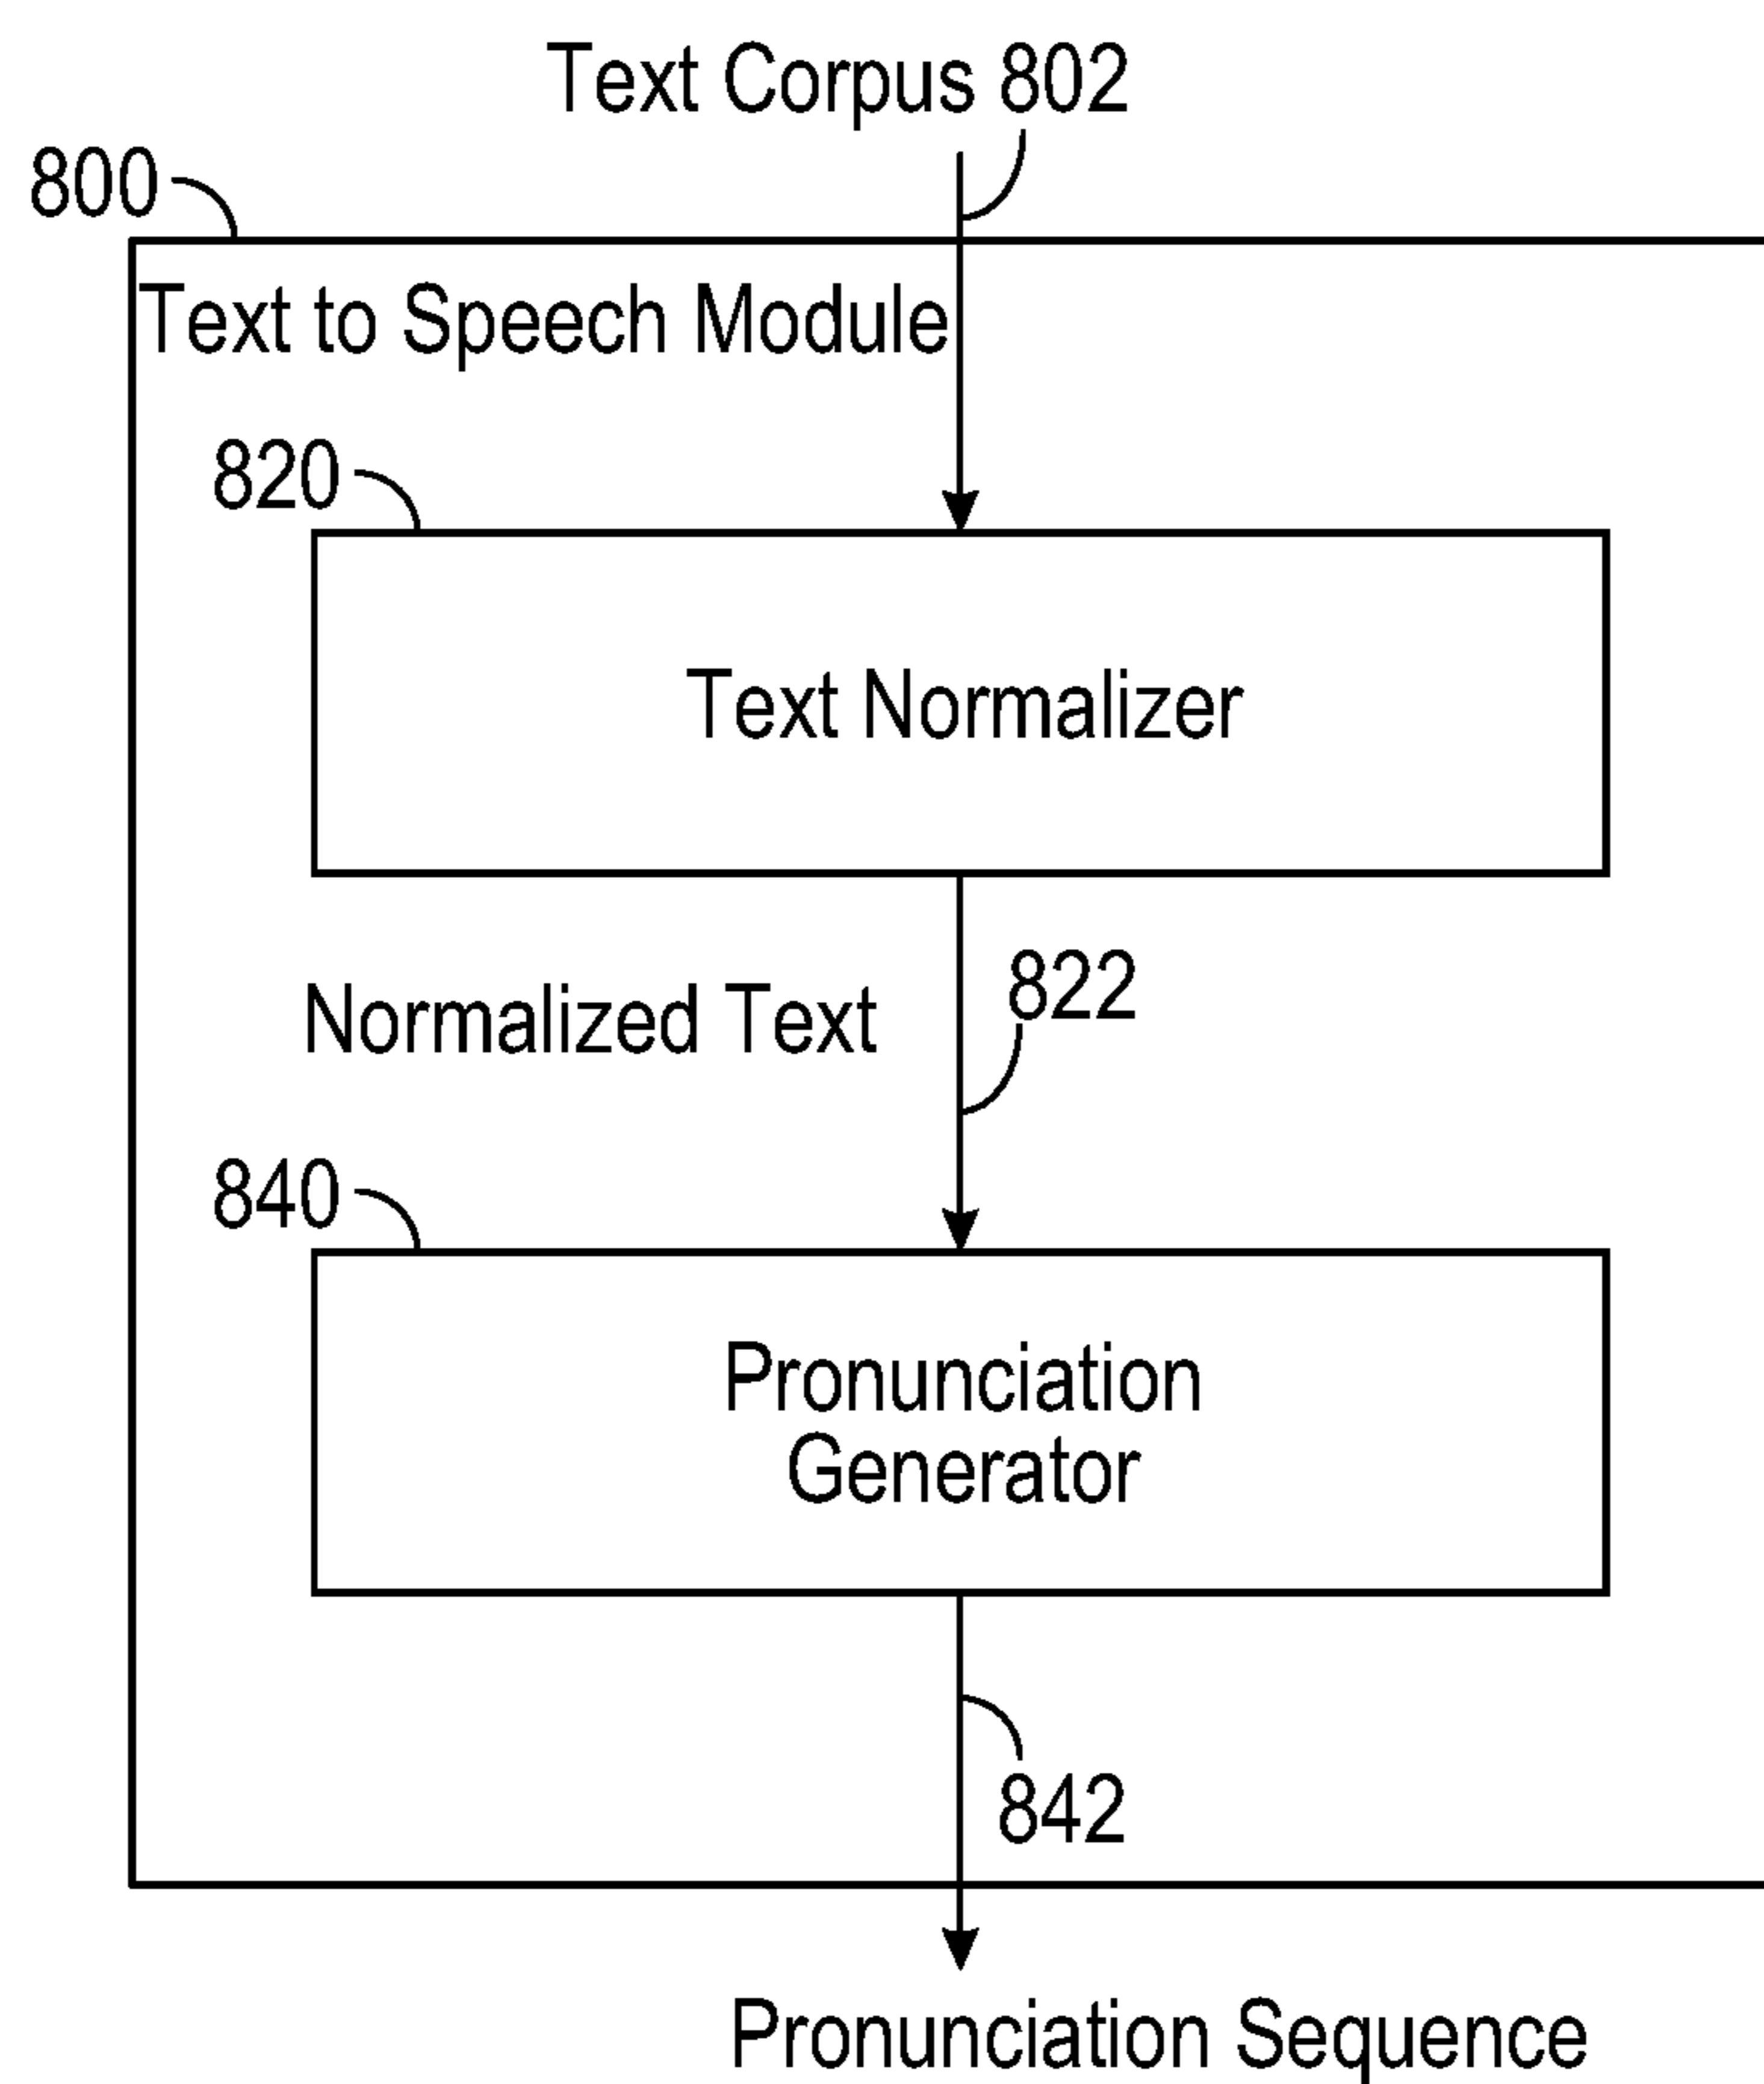 Text Corpus 802
800
Text to Speech Module
820
Text Normalizer
822
Normalized Text
840
Pronunciation
Generator
842
Pronunciation Sequence